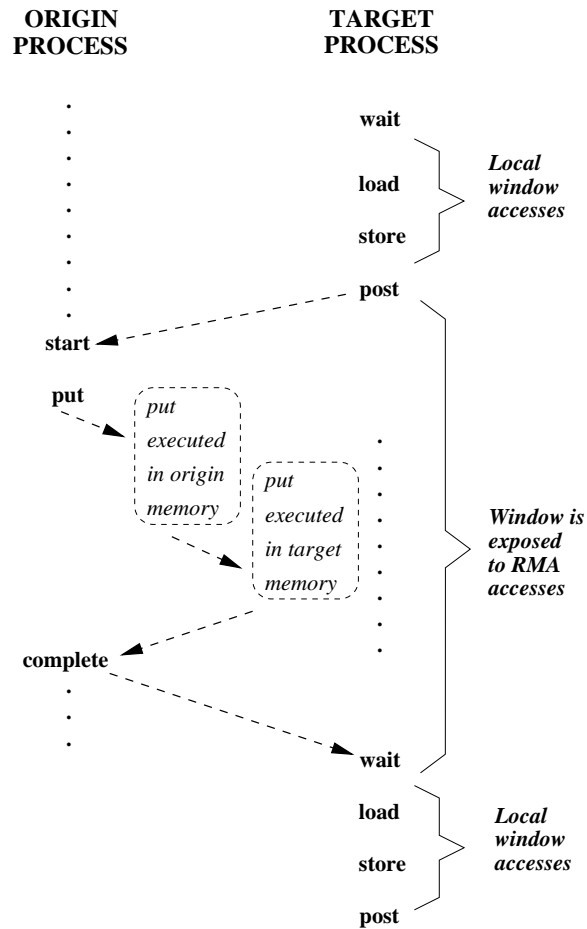 ORIGIN
PROCESS
TARGET
PROCESS
wait
load
store
Local
window
accesses
post
start
put
put
executed
in origin
memory
put
executed
in target
memory
Window is
exposed
to RMA
accesses
complete
wait
load
store
post
Local
window
accesses